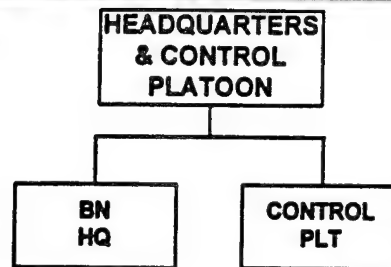 HEADQUARTERS
& CONTROL
PLATOON
BN
HQ
CONTROL
PLT